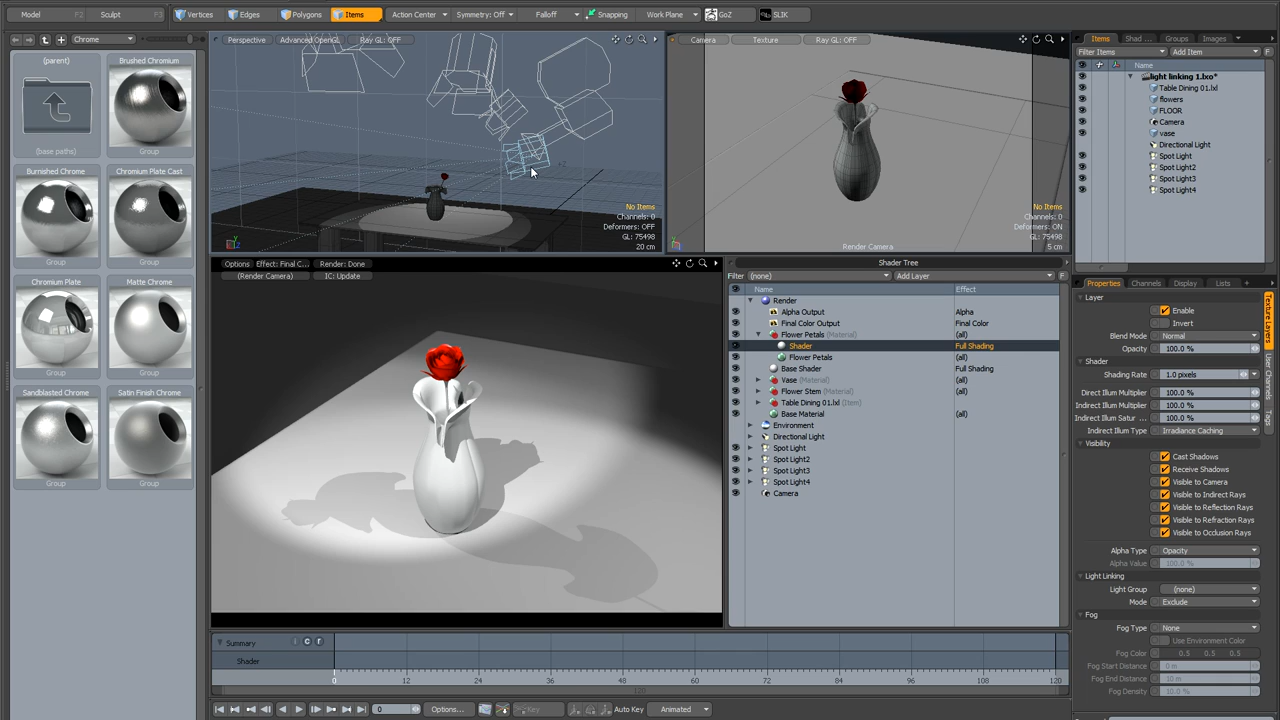 Model F2 Sculpt F3 Vertices Edges Polygons Items Action Center Symmetry: Off Falloff Snapping Work Plane GoZ SLIK
Chrome
(parent)
(base paths)
Brushed Chromium
Group
Burnished Chrome
Group
Chromium Plate Cast
Group
Chromium Plate
Group
Matte Chrome
Group
Sandblasted Chrome
Group
Satin Finish Chrome
Group
Perspective Advanced OpenGL Ray GL: OFF
No Items
Channels: 0
Deformers: OFF
GL: 75498
20 cm
Camera Texture Ray GL: OFF
No Items
Channels: 0
Deformers: ON
GL: 75498
5 cm
Render Camera
Options Effect: Final C... Render: Done
(Render Camera) IC: Update
Shader Tree
Filter (none) Add Layer F
Name Effect
Render
Alpha Output Alpha
Final Color Output Final Color
Flower Petals (Material) (all)
Shader Full Shading
Flower Petals (all)
Base Shader Full Shading
Vase (Material) (all)
Flower Stem (Material) (all)
Table Dining 01.lxl (Item) (all)
Base Material (all)
Environment
Directional Light
Spot Light
Spot Light2
Spot Light3
Spot Light4
Camera
Items Shad ... Groups Images
Filter Items Add Item F
Name
light linking 1.lxo*
Table Dining 01.lxl
flowers
FLOOR
Camera
vase
Directional Light
Spot Light
Spot Light2
Spot Light3
Spot Light4
Properties Channels Display Lists +
Texture Layers
User Channels
Tags
Layer
Enable
Invert
Blend Mode Normal
Opacity 100.0 %
Shader
Shading Rate 1.0 pixels
Direct Illum Multiplier 100.0 %
Indirect Illum Multiplier 100.0 %
Indirect Illum Satur ... 100.0 %
Indirect Illum Type Irradiance Caching
Visibility
Cast Shadows
Receive Shadows
Visible to Camera
Visible to Indirect Rays
Visible to Reflection Rays
Visible to Refraction Rays
Visible to Occlusion Rays
Alpha Type Opacity
Alpha Value 100.0 %
Light Linking
Light Group (none)
Mode Exclude
Fog
Fog Type None
Use Environment Color
Fog Color 0.5 0.5 0.5
Fog Start Distance 0 m
Fog End Distance 10 m
Fog Density 10.0 %
Summary
Shader
0 12 24 36 48 60 72 84 96 108 120
120
0 Options... Key Auto Key Animated